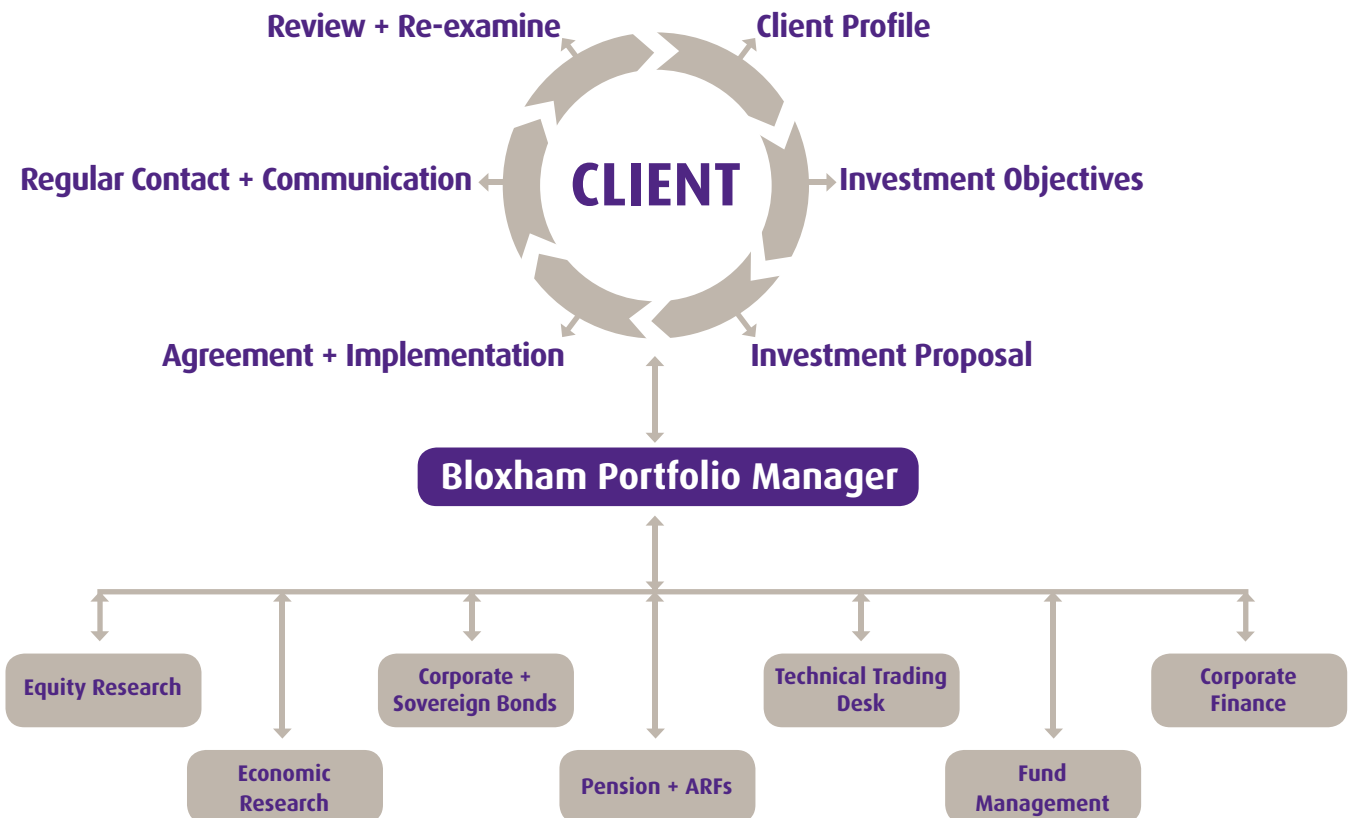 Review + Re-examine
Client Profile
Regular Contact + Communication
CLIENT
Investment Objectives
Agreement + Implementation
Investment Proposal
Bloxham Portfolio Manager
Equity Research
Corporate +
Sovereign Bonds
Technical Trading
Desk
Corporate
Finance
Economic
Research
Pension + ARFs
Fund
Management